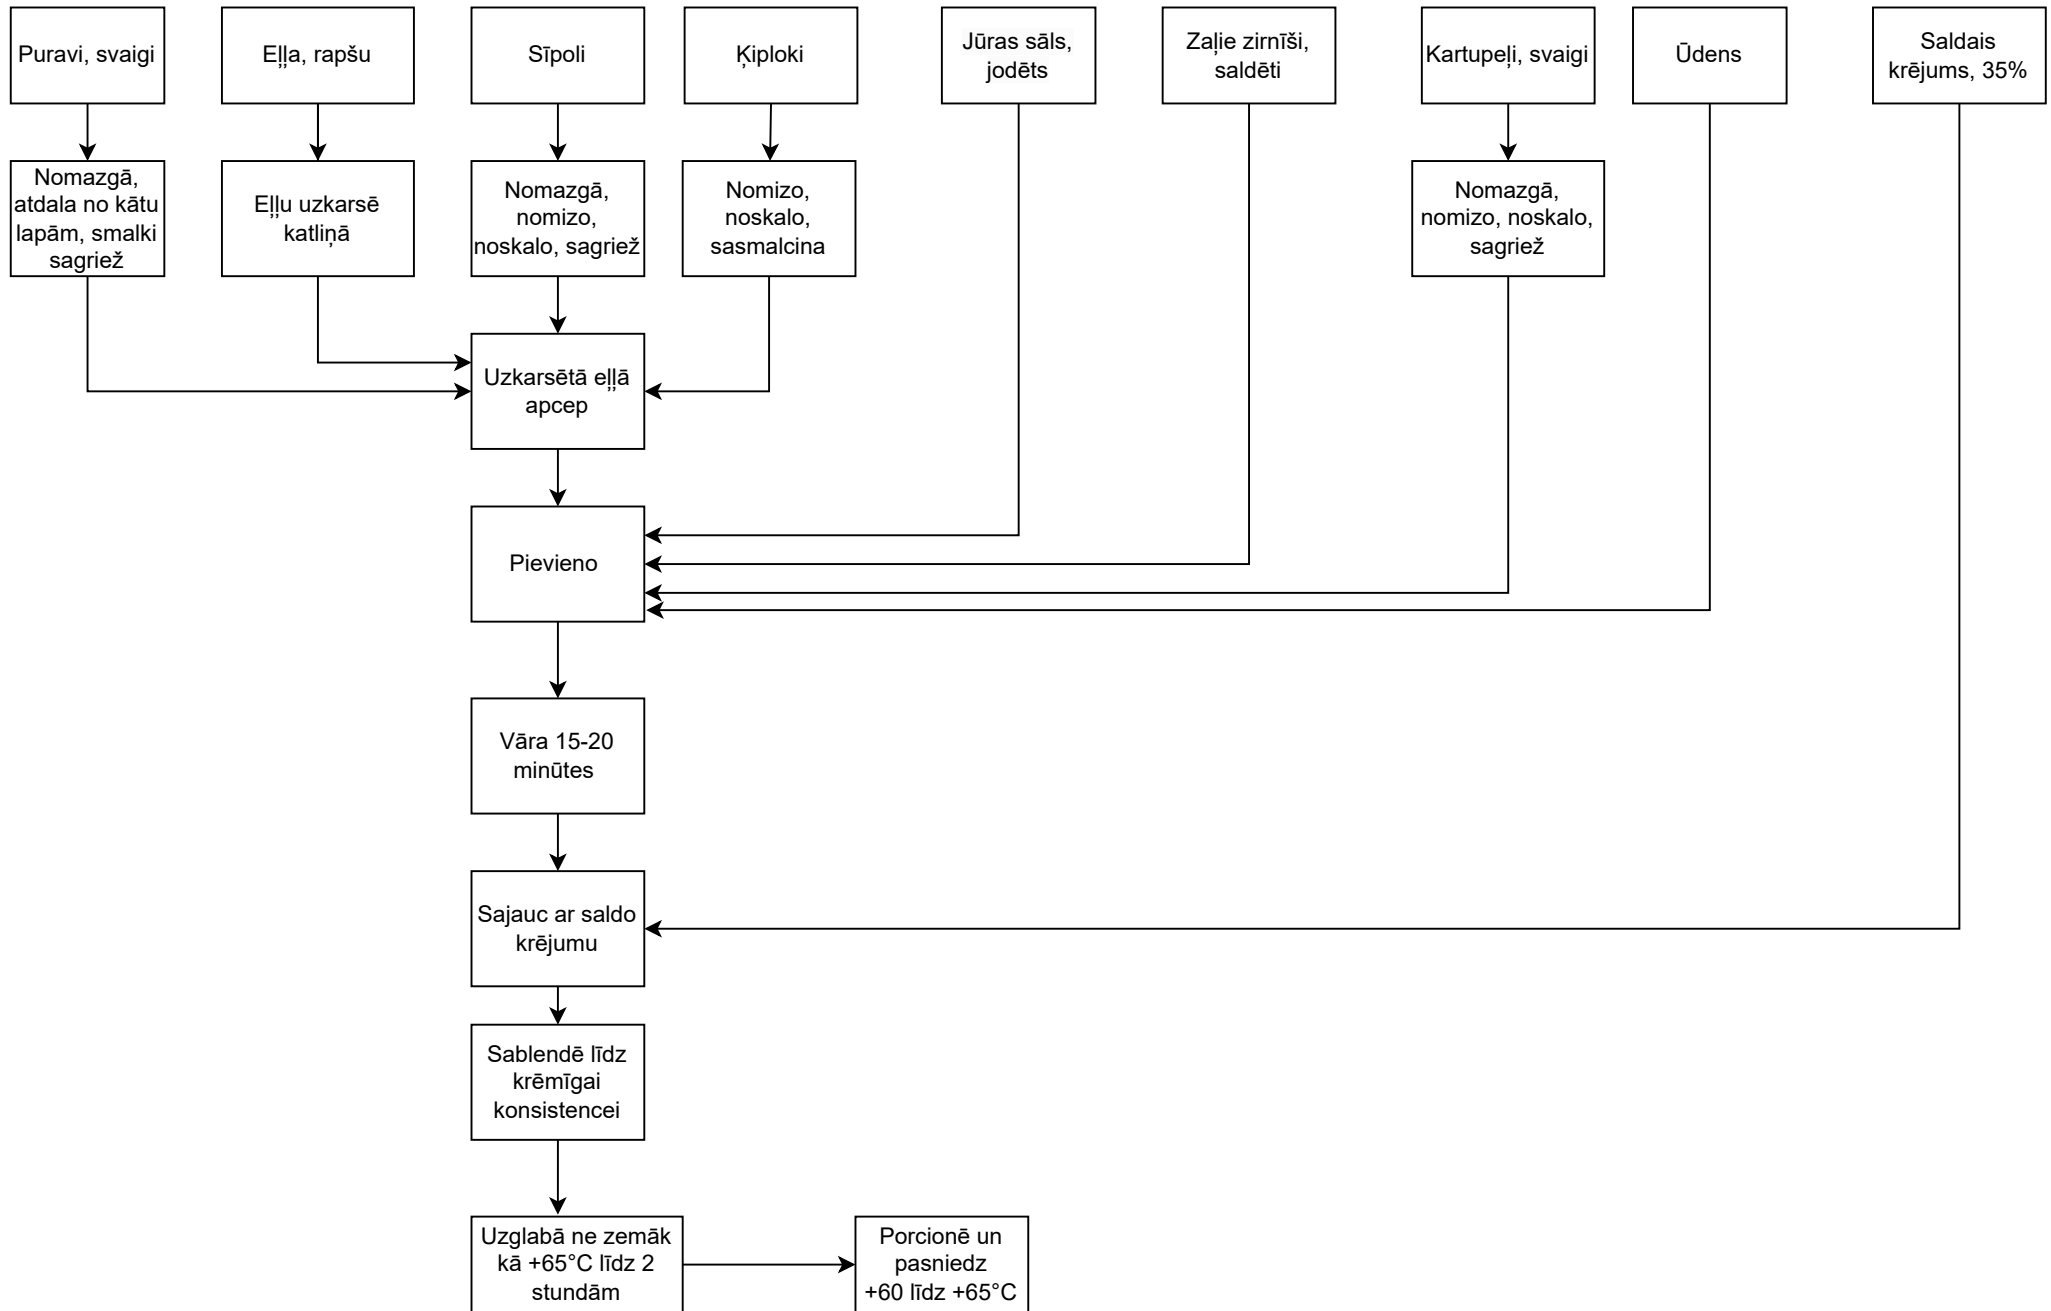 Puravi, svaigi
Eļļa, rapšu
Sīpoli
Ķiploki
Jūras sāls,
jodēts
Zaļie zirnīši,
saldēti
Kartupeļi, svaigi
Ūdens
Saldais
krējums, 35%
Nomazgā,
atdala no kātu
lapām, smalki
sagriež
Eļļu uzkarsē
katliņā
Nomazgā,
nomizo,
noskalo, sagriež
Nomizo,
noskalo,
sasmalcina
Nomazgā,
nomizo, noskalo,
sagriež
Uzkarsētā eļļā
apcep
Pievieno
Vāra 15-20
minūtes
Sajauc ar saldo
krējumu
Sablendē līdz
krēmīgai
konsistencei
Uzglabā ne zemāk
kā +65°C līdz 2
stundām
Porcionē un
pasniedz
+60 līdz +65°C